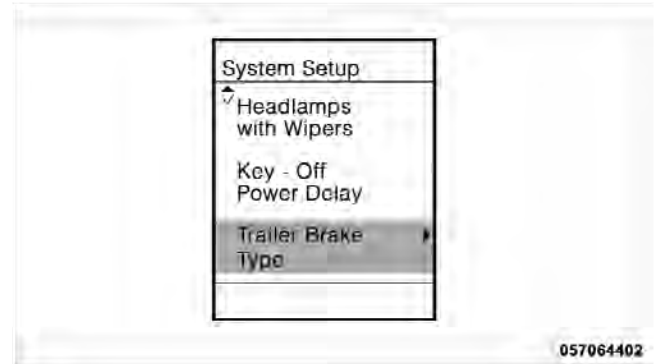 System Setup
Headlamps
with Wipers
Key - Off
Power Delay
Trailer Brake
Type
057064402